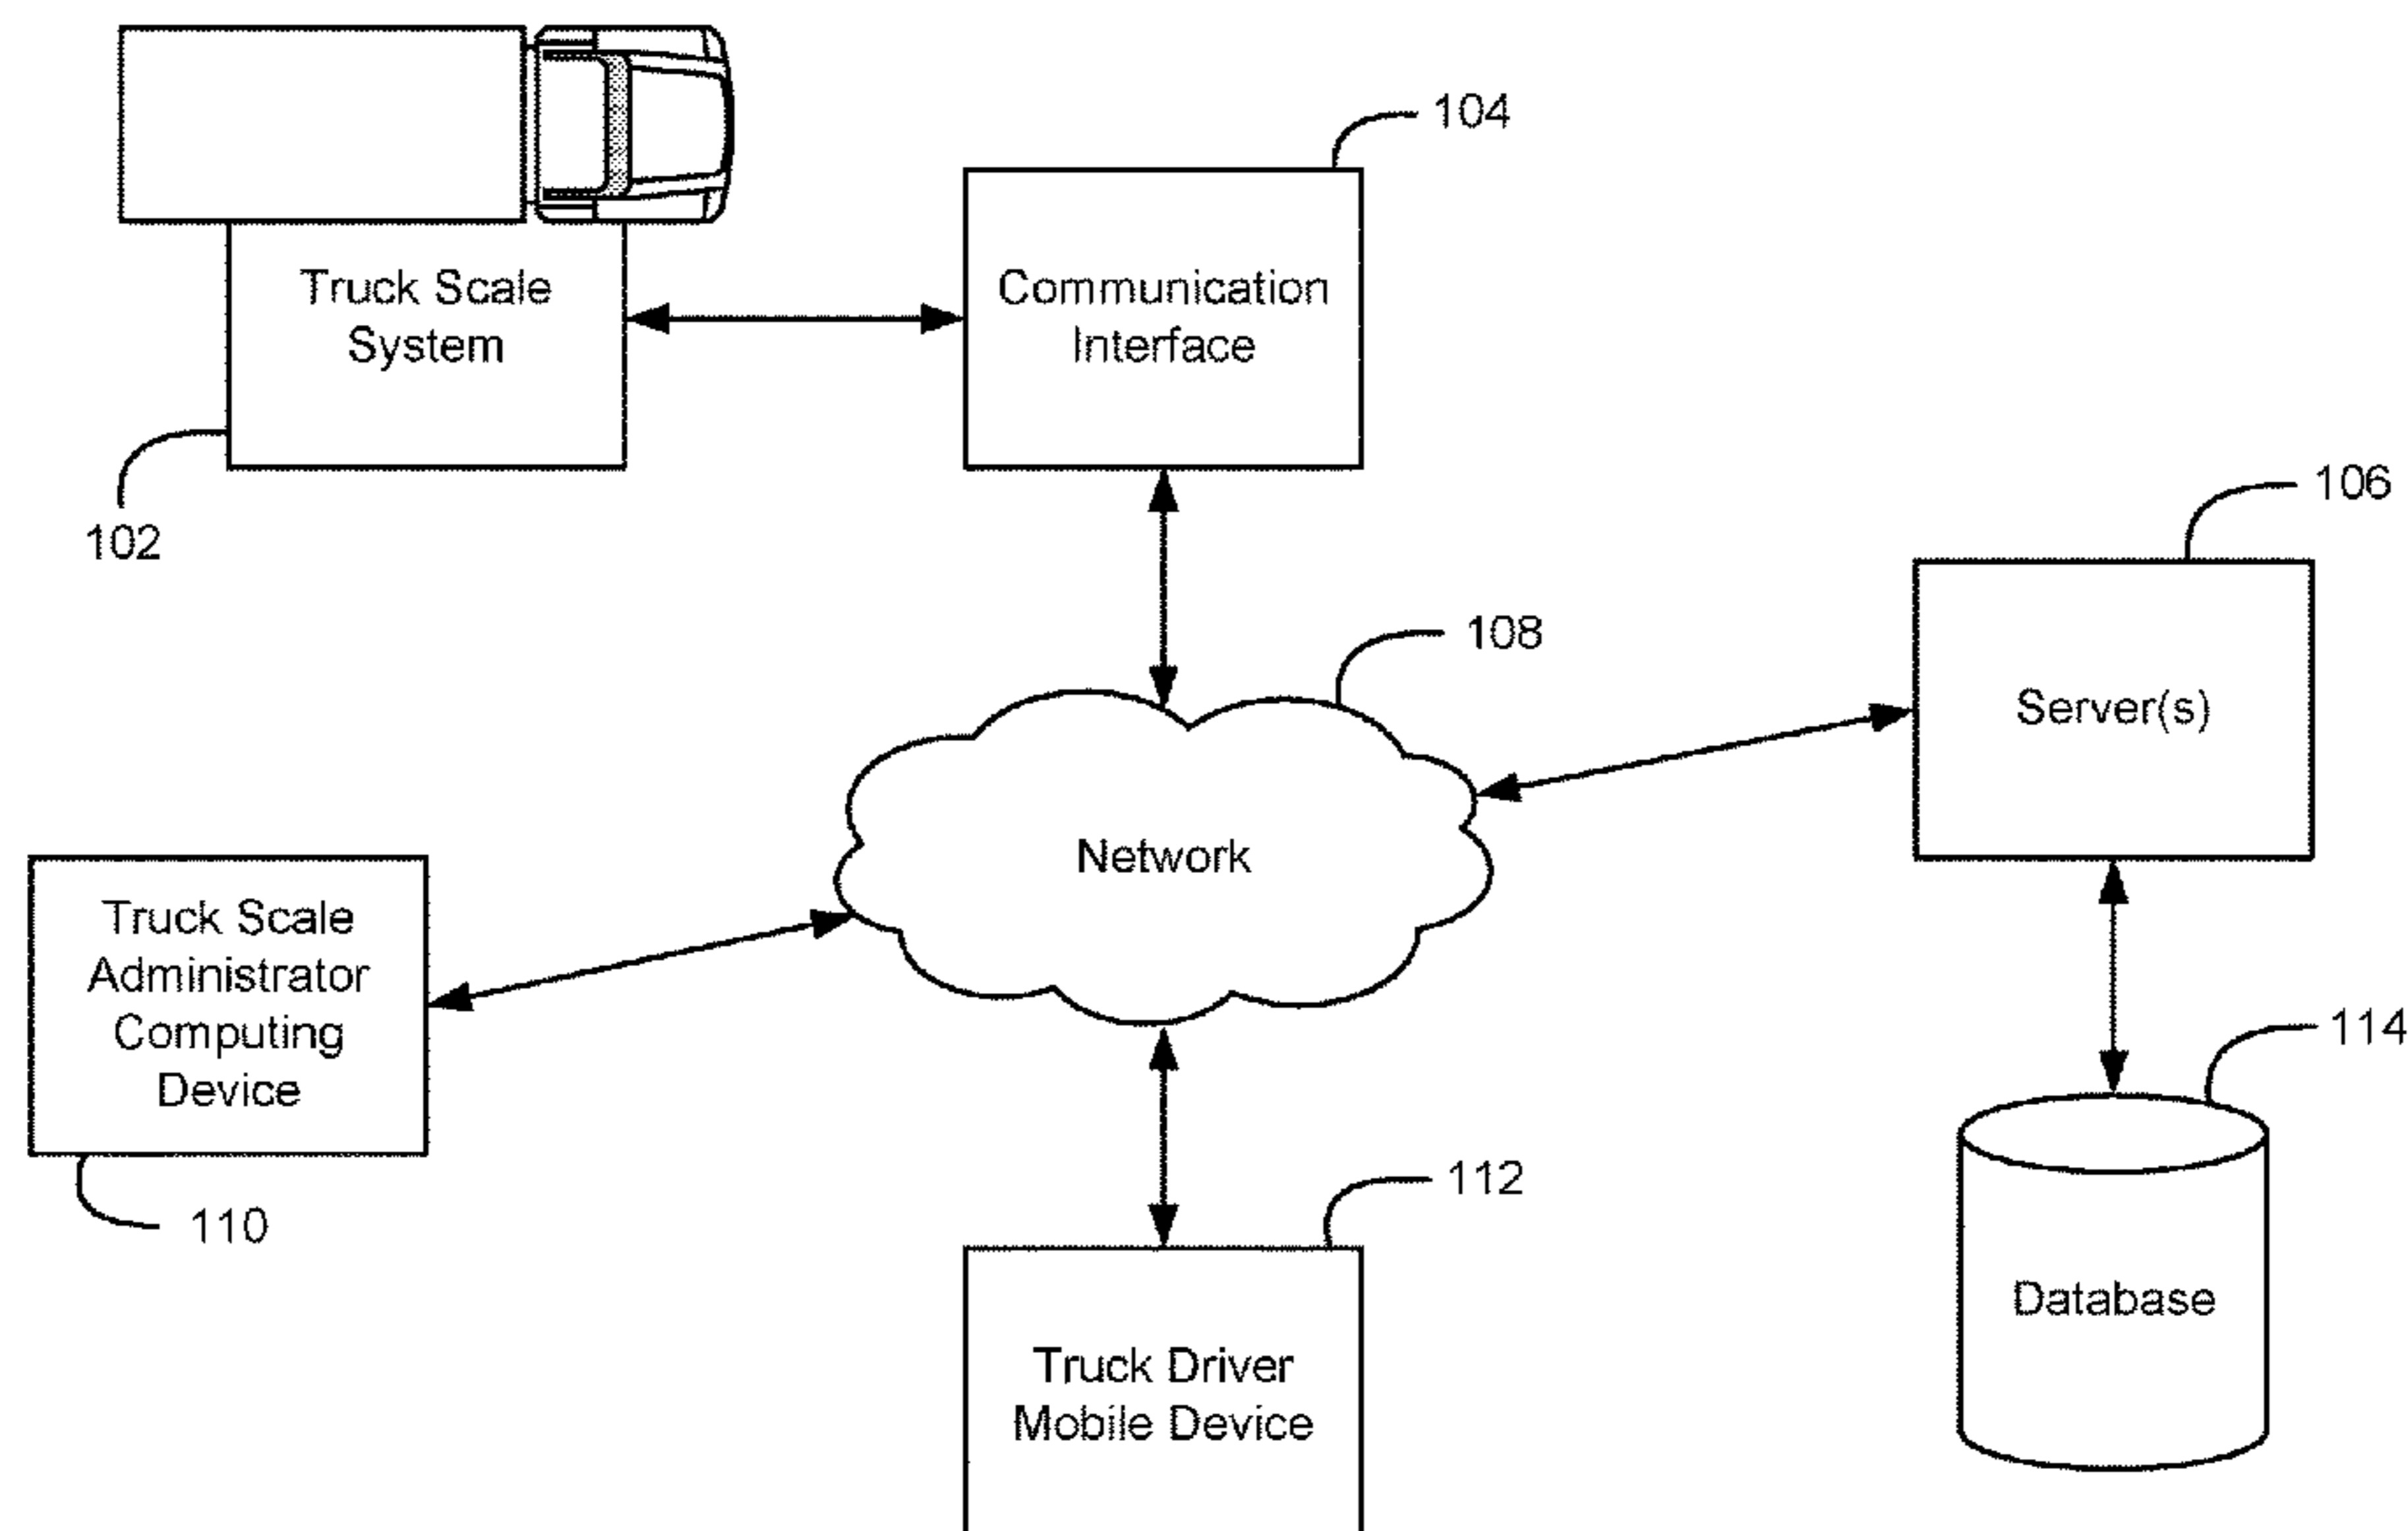 104
Truck Scale
System
Communication
Interface
102
106
108
Server(s)
Network
Truck Scale
Administrator
Computing
Device
114
112
110
Database
Truck Driver
Mobile Device